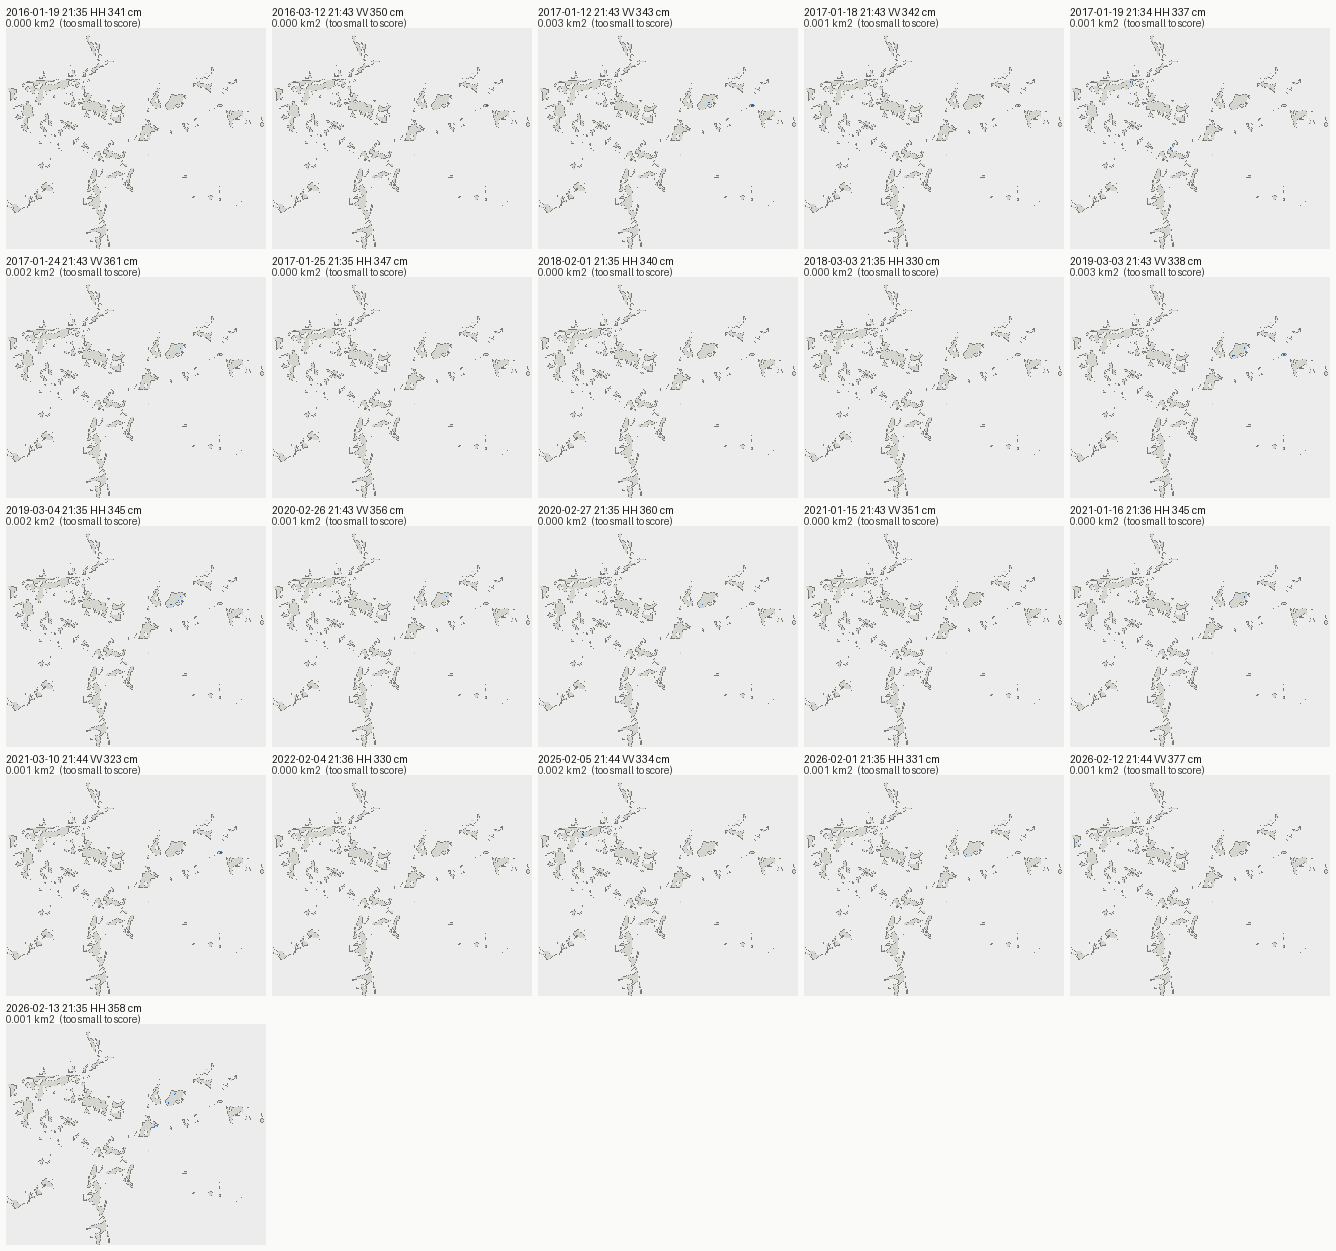 2016-01-19 21:35 HH 341 cm
0.000 km2 (too small to score)
2016-03-12 21:43 VV 350 cm
0.000 km2 (too small to score)
2017-01-12 21:43 VV 343 cm
0.003 km2 (too small to score)
2017-01-18 21:43 VV 342 cm
0.001 km2 (too small to score)
2017-01-19 21:34 HH 337 cm
0.001 km2 (too small to score)
2017-01-24 21:43 VV 361 cm
0.002 km2 (too small to score)
2017-01-25 21:35 HH 347 cm
0.000 km2 (too small to score)
2018-02-01 21:35 HH 340 cm
0.000 km2 (too small to score)
2018-03-03 21:35 HH 330 cm
0.000 km2 (too small to score)
2019-03-03 21:43 VV 338 cm
0.003 km2 (too small to score)
2019-03-04 21:35 HH 345 cm
0.002 km2 (too small to score)
2020-02-26 21:43 VV 356 cm
0.001 km2 (too small to score)
2020-02-27 21:35 HH 360 cm
0.000 km2 (too small to score)
2021-01-15 21:43 VV 351 cm
0.000 km2 (too small to score)
2021-01-16 21:36 HH 345 cm
0.000 km2 (too small to score)
2021-03-10 21:44 VV 323 cm
0.001 km2 (too small to score)
2022-02-04 21:36 HH 330 cm
0.000 km2 (too small to score)
2025-02-05 21:44 VV 334 cm
0.002 km2 (too small to score)
2026-02-01 21:35 HH 331 cm
0.001 km2 (too small to score)
2026-02-12 21:44 VV 377 cm
0.001 km2 (too small to score)
2026-02-13 21:35 HH 358 cm
0.001 km2 (too small to score)